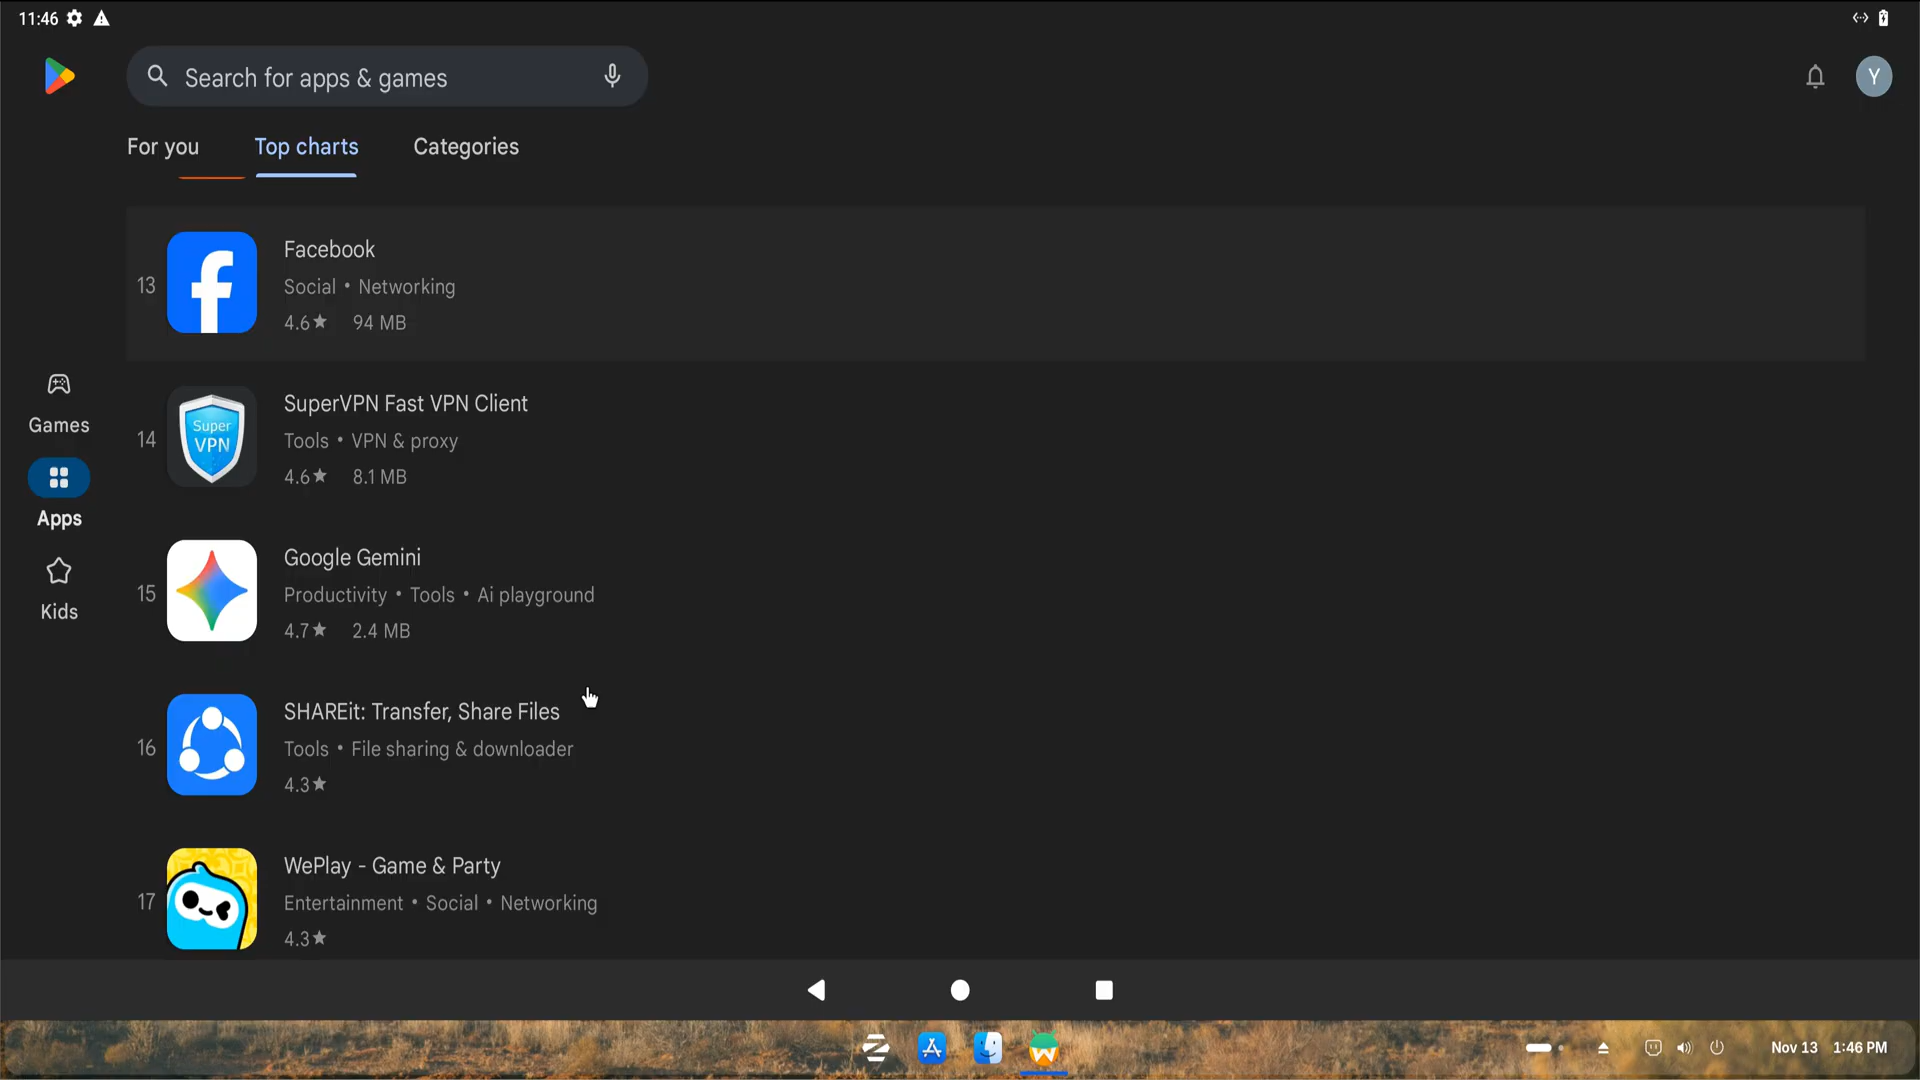 11:46
Search for apps & games
Y
For you
Top charts
Categories
13
Facebook
Social • Networking
4.6★ 94 MB
14
Super
VPN
SuperVPN Fast VPN Client
Tools • VPN & proxy
4.6★ 8.1 MB
15
Google Gemini
Productivity • Tools • Ai playground
4.7★ 2.4 MB
16
SHAREit: Transfer, Share Files
Tools • File sharing & downloader
4.3★
17
WePlay - Game & Party
Entertainment • Social • Networking
4.3★
Games
Apps
Kids
Nov 13 1:46 PM